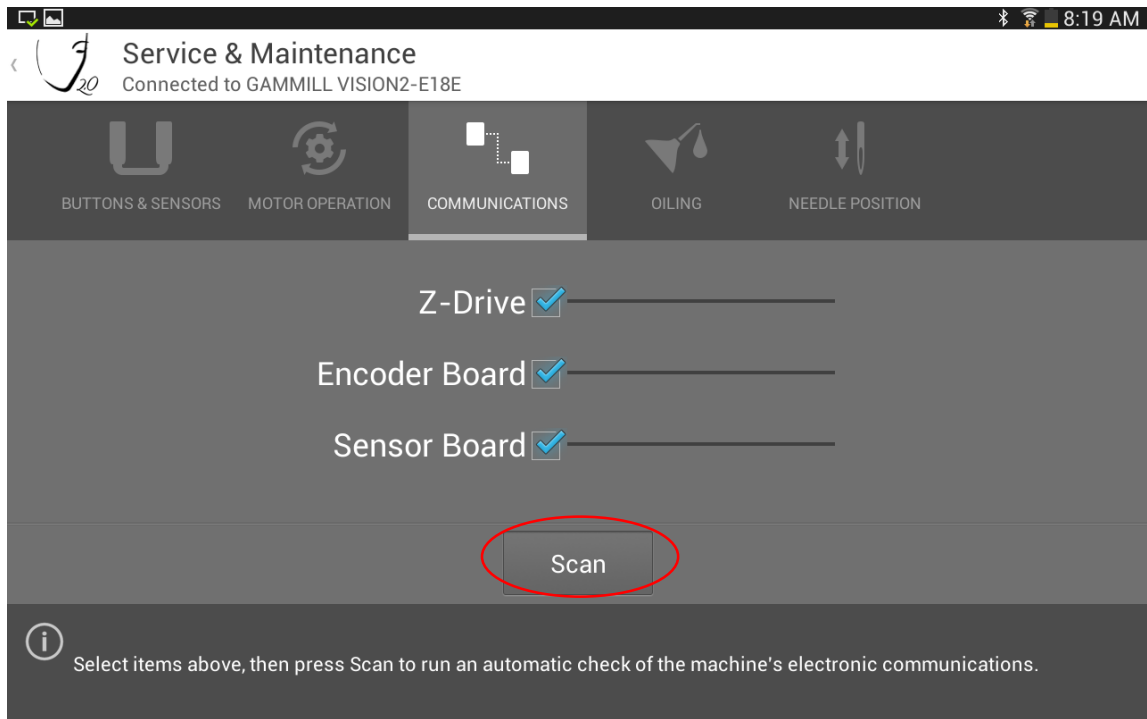 8:19 AM
Service & Maintenance
20
Connected to GAMMILL VISION2-E18E
BUTTONS & SENSORS
MOTOR OPERATION
COMMUNICATIONS
OILING
NEEDLE POSITION
Z-Drive
Encoder Board
Sensor Board
Scan
Select items above, then press Scan to run an automatic check of the machine's electronic communications.